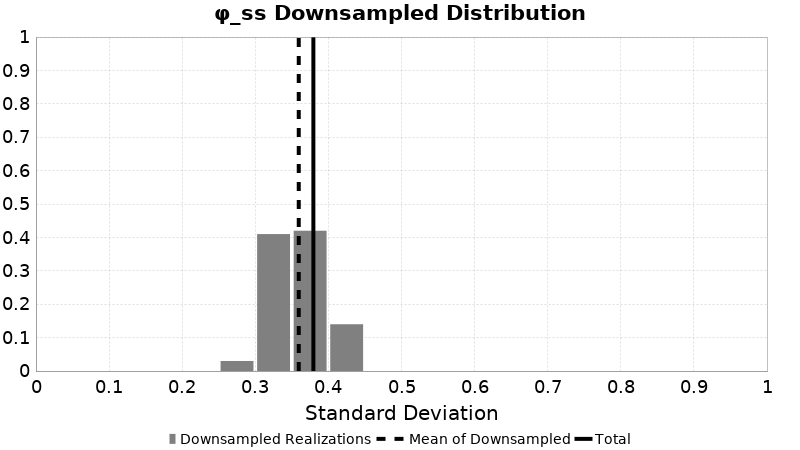 φ_ss Downsampled Distribution
1
0.9
0.8
0.7
0.6
0.5
0.4
0.3
0.2
0.1
0
0 0.1 0.2 0.3 0.4 0.5 0.6 0.7 0.8 0.9 1
Standard Deviation
Downsampled Realizations Mean of Downsampled Total